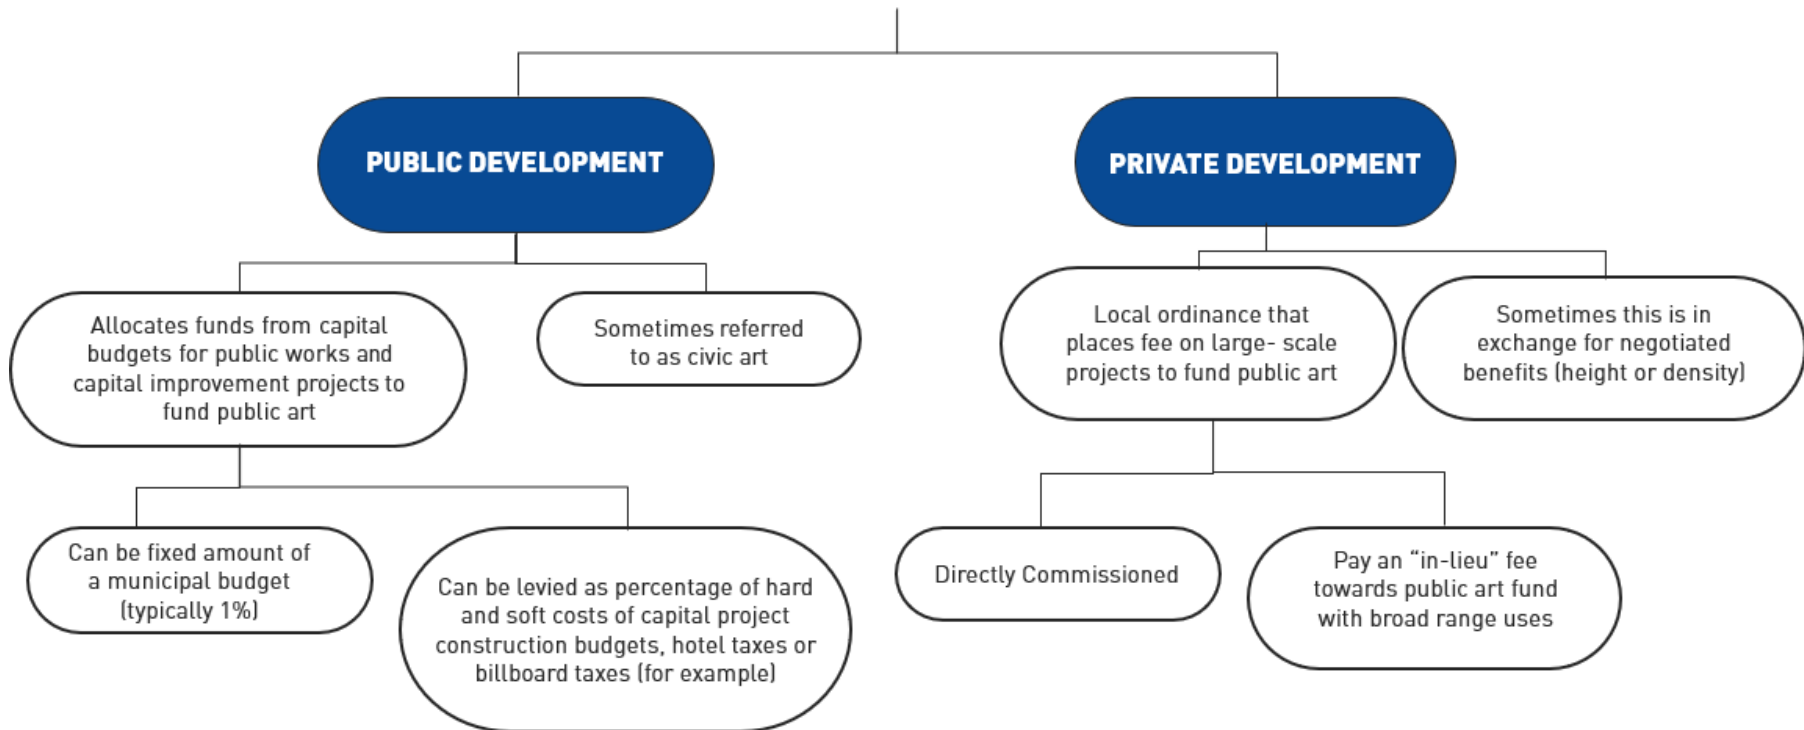 PUBLIC DEVELOPMENT
PRIVATE DEVELOPMENT
Allocates funds from capital
budgets for public works and
capital improvement projects to
fund public art
Sometimes referred
to as civic art
Local ordinance that
places fee on large- scale
projects to fund public art
Sometimes this is in
exchange for negotiated
benefits (height or density)
Can be fixed amount of
a municipal budget
(typically 1%)
Can be levied as percentage of hard
and soft costs of capital project
construction budgets, hotel taxes or
billboard taxes (for example)
Directly Commissioned
Pay an “in-lieu” fee
towards public art fund
with broad range uses